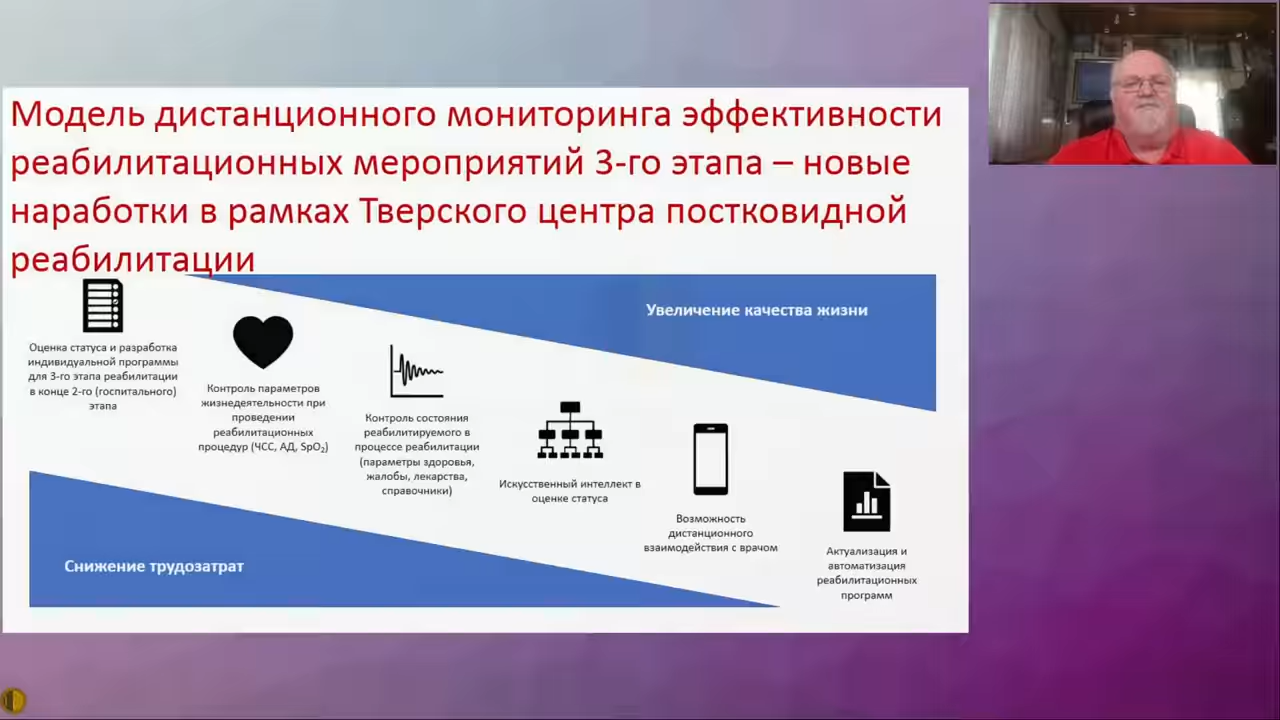 Модель дистанционного мониторинга эффективности
реабилитационных мероприятий 3-го этапа – новые
наработки в рамках Тверского центра постковидной
реабилитации
Увеличение качества жизни
Оценка статуса и разработка
индивидуальной программы
для 3-го этапа реабилитации
в конце 2-го (госпитального)
этапа
Контроль параметров
жизнедеятельности при
проведении
реабилитационных
процедур (ЧСС, АД, SpO₂)
Контроль состояния
реабилитируемого в
процессе реабилитации
(параметры здоровья,
жалобы, лекарства,
справочники)
Искусственный интеллект в
оценке статуса
Возможность
дистанционного
взаимодействия с врачом
Актуализация и
автоматизация
реабилитационных
программ
Снижение трудозатрат